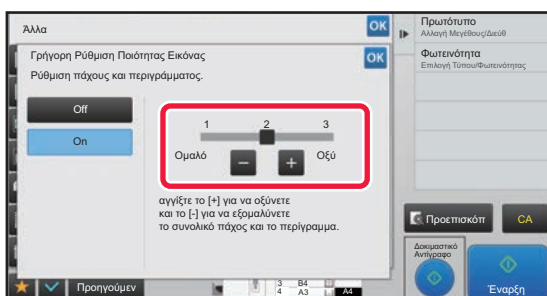 Άλλα
OK
Γρήγορη Ρύθμιση Ποιότητας Εικόνας
OK
Ρύθμιση πάχους και περιγράμματος.
Off
On
1 2 3
Ομαλό
Οξύ
αγγίξτε το [+] για να οξύνετε
και το [-] για να εξομαλύνετε
το συνολικό πάχος και το περίγραμμα.
Προηγούμεν
3 B4
4 A3
A4
Πρωτότυπο
Αλλαγή Μεγέθους/Διεύθ
Φωτεινότητα
Επιλογή Τύπου/Φωτεινότητας
Προεπισκόπ
CA
Δοκιμαστικό
Αντίγραφο
Έναρξη